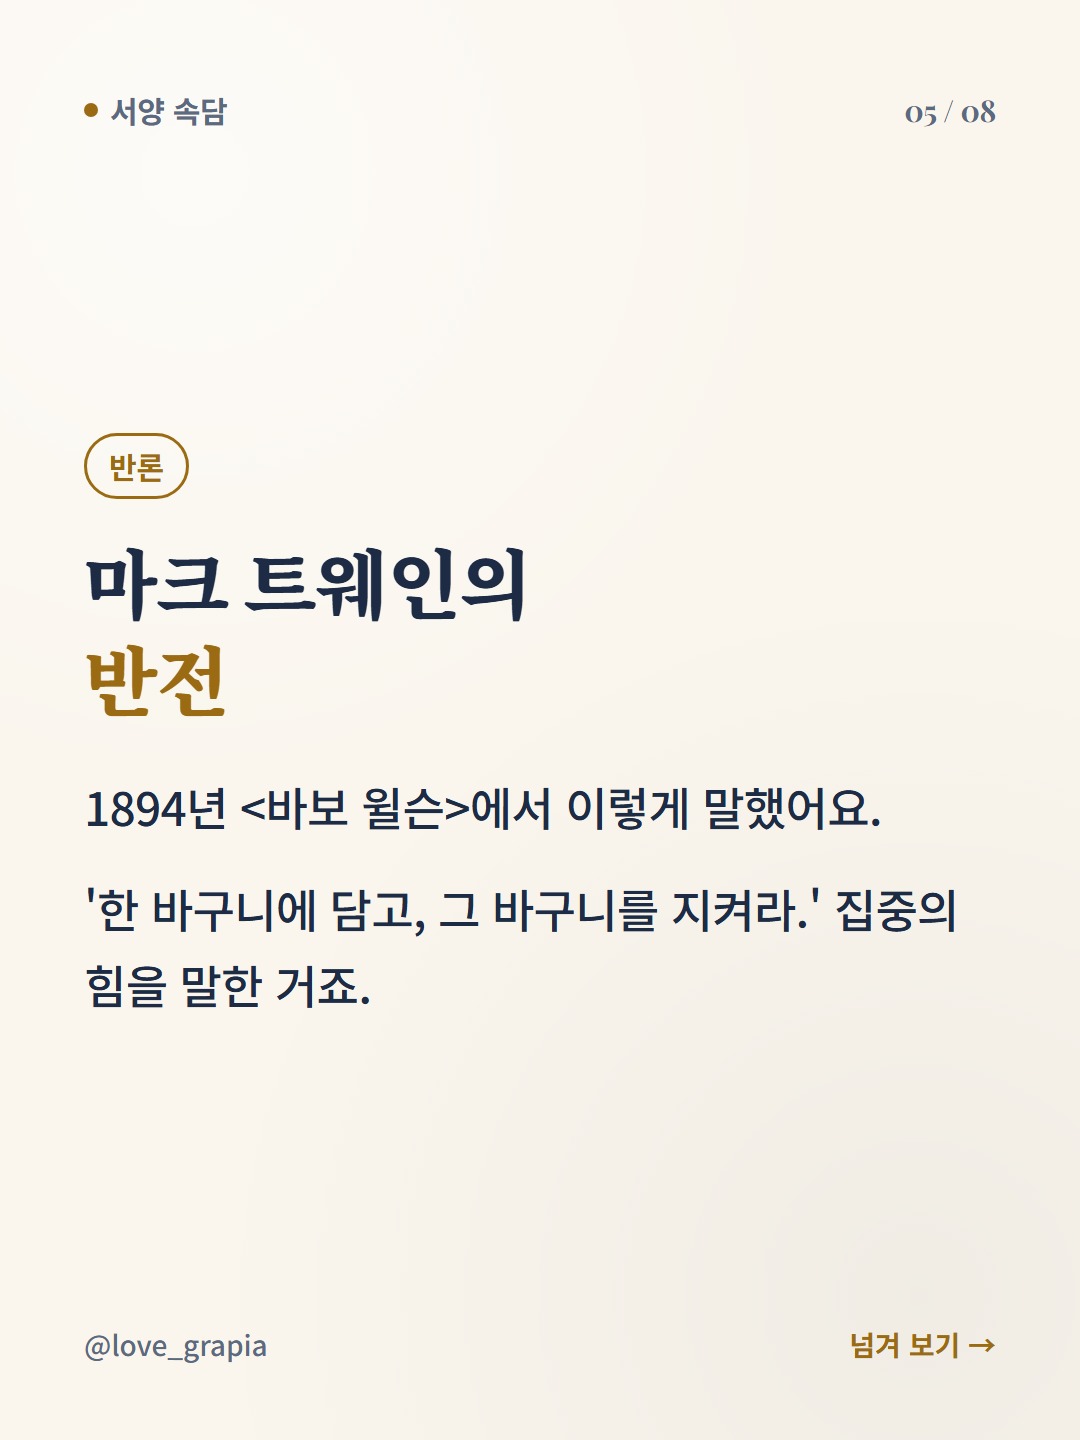 서양 속담
05 / 08
반론
마크 트웨인의
반전
1894년 <바보 윌슨>에서 이렇게 말했어요.
'한 바구니에 담고, 그 바구니를 지켜라.' 집중의
힘을 말한 거죠.
@love_grapia
넘겨 보기 →